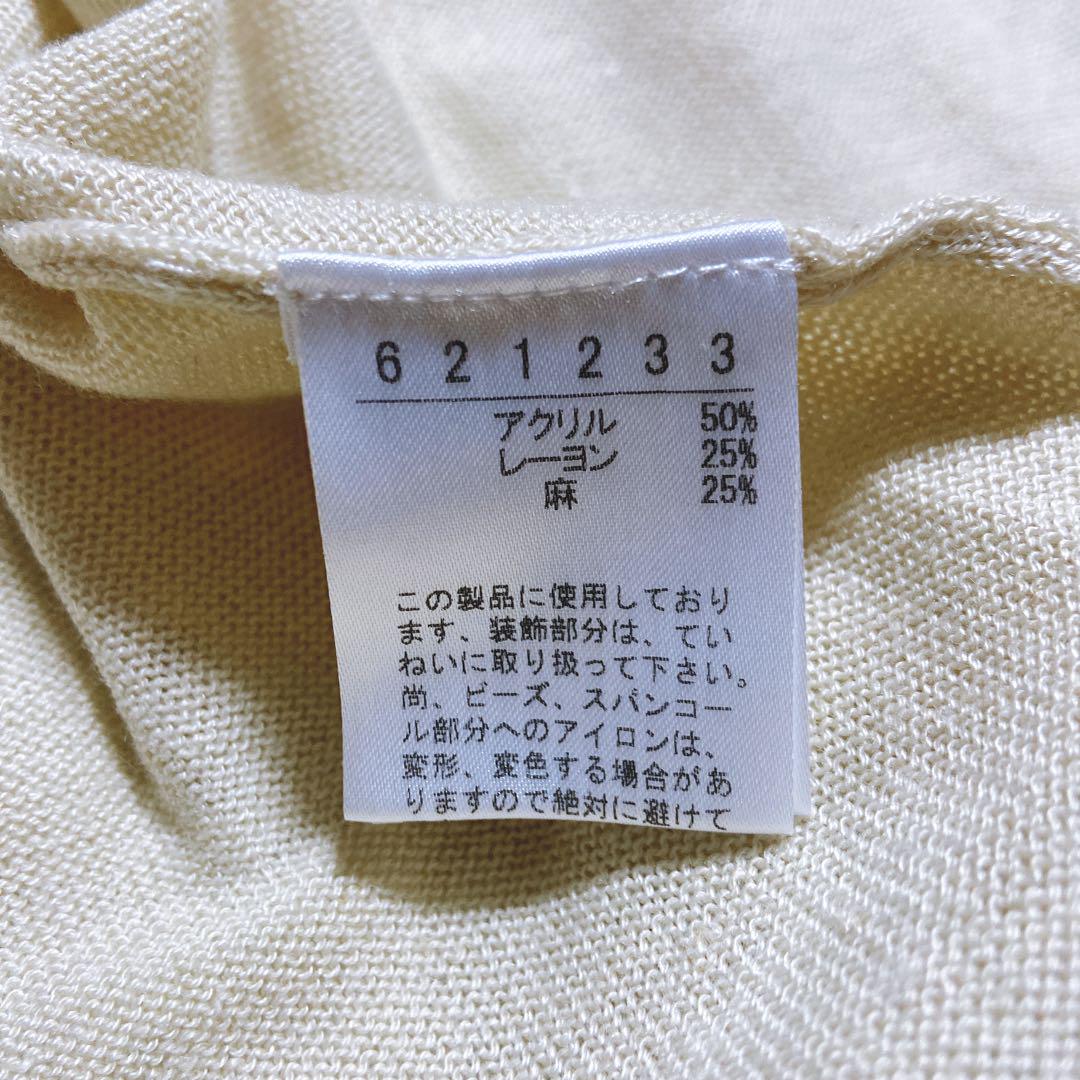 6 2 1 2 3 3
アクリル 50%
レーヨン 25%
麻 25%
この製品に使用しており
ます、装飾部分は、てい
ねいに取り扱って下さい。
尚、ビーズ、スパンコー
ル部分へのアイロンは、
変形、変色する場合があ
りますので絶対に避けて